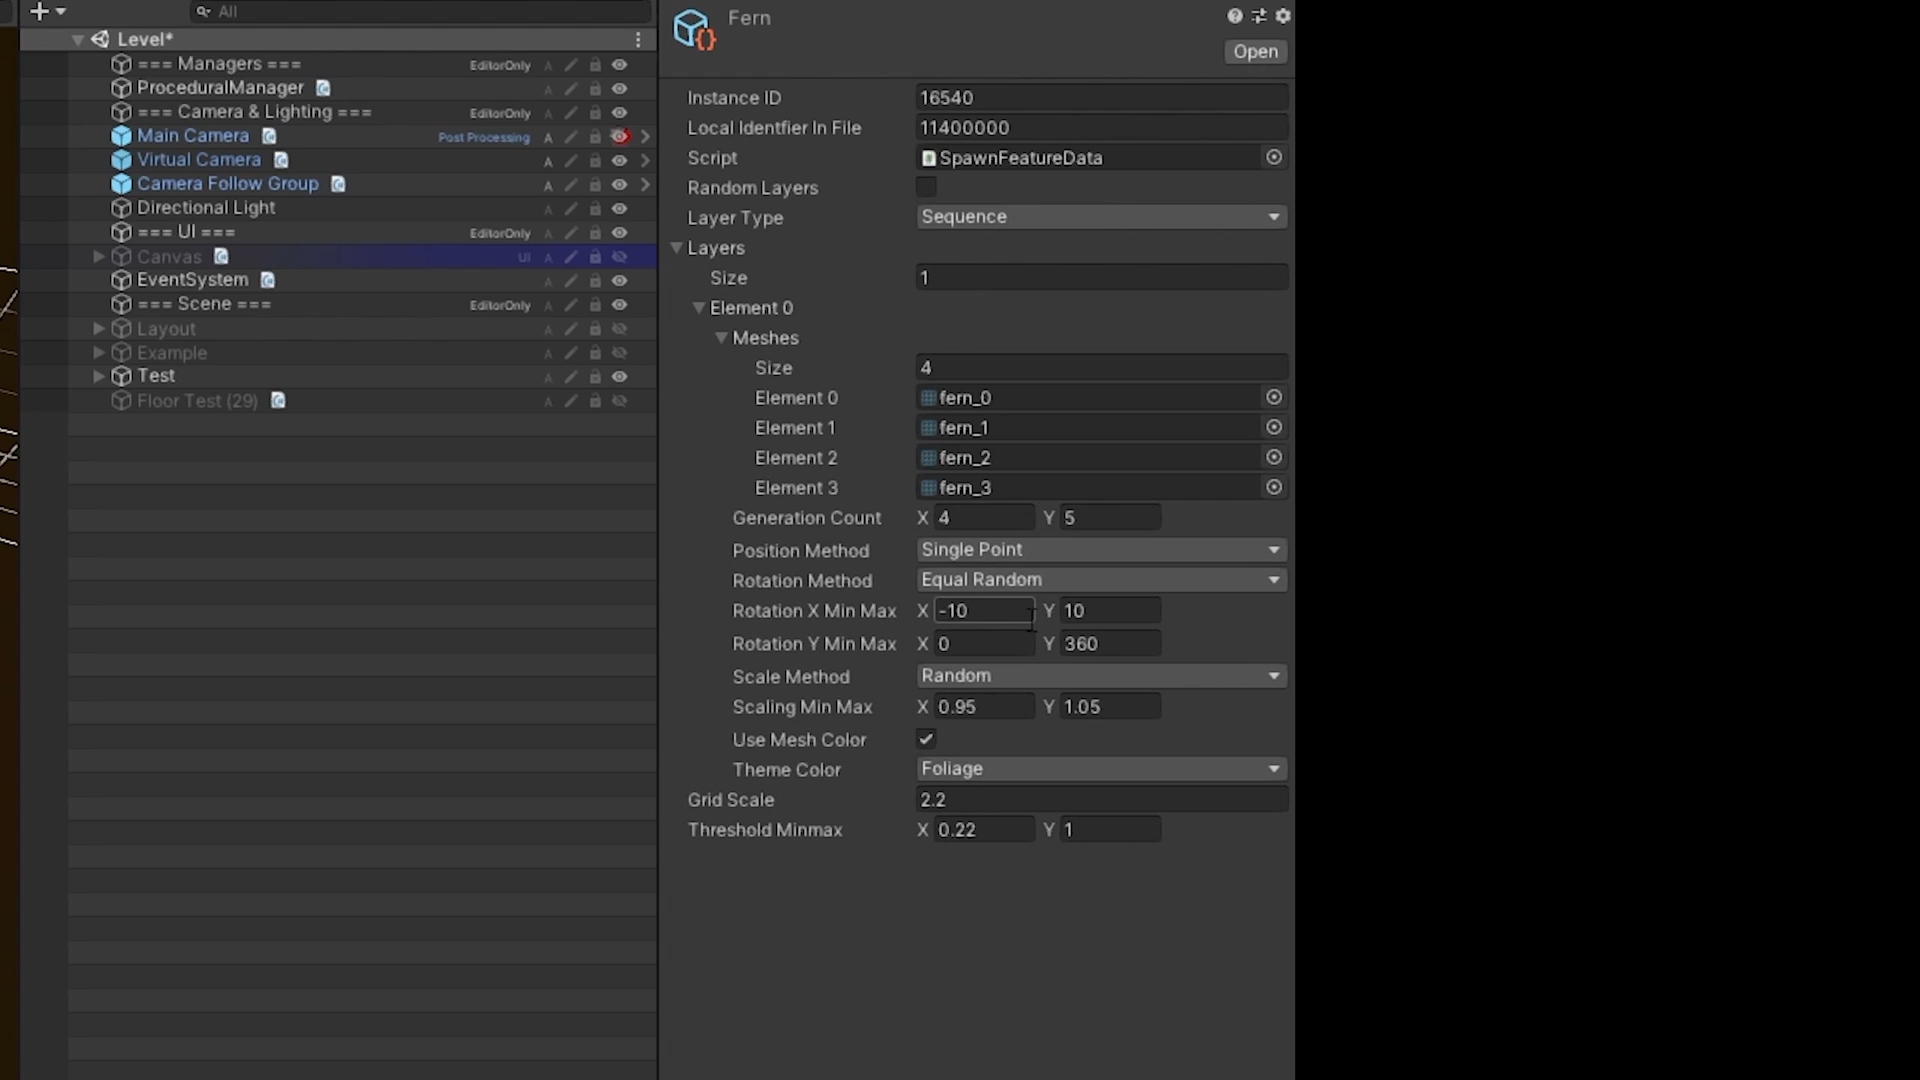 All
Level*
=== Managers === EditorOnly
ProceduralManager
=== Camera & Lighting === EditorOnly
Main Camera Post Processing
Virtual Camera
Camera Follow Group
Directional Light
=== UI === EditorOnly
Canvas UI
EventSystem
=== Scene === EditorOnly
Layout
Example
Test
Floor Test (29)
Fern
Open
Instance ID 16540
Local Identfier In File 11400000
Script SpawnFeatureData
Random Layers
Layer Type Sequence
Layers
Size 1
Element 0
Meshes
Size 4
Element 0 fern_0
Element 1 fern_1
Element 2 fern_2
Element 3 fern_3
Generation Count X 4 Y 5
Position Method Single Point
Rotation Method Equal Random
Rotation X Min Max X -10 Y 10
Rotation Y Min Max X 0 Y 360
Scale Method Random
Scaling Min Max X 0.95 Y 1.05
Use Mesh Color
Theme Color Foliage
Grid Scale 2.2
Threshold Minmax X 0.22 Y 1